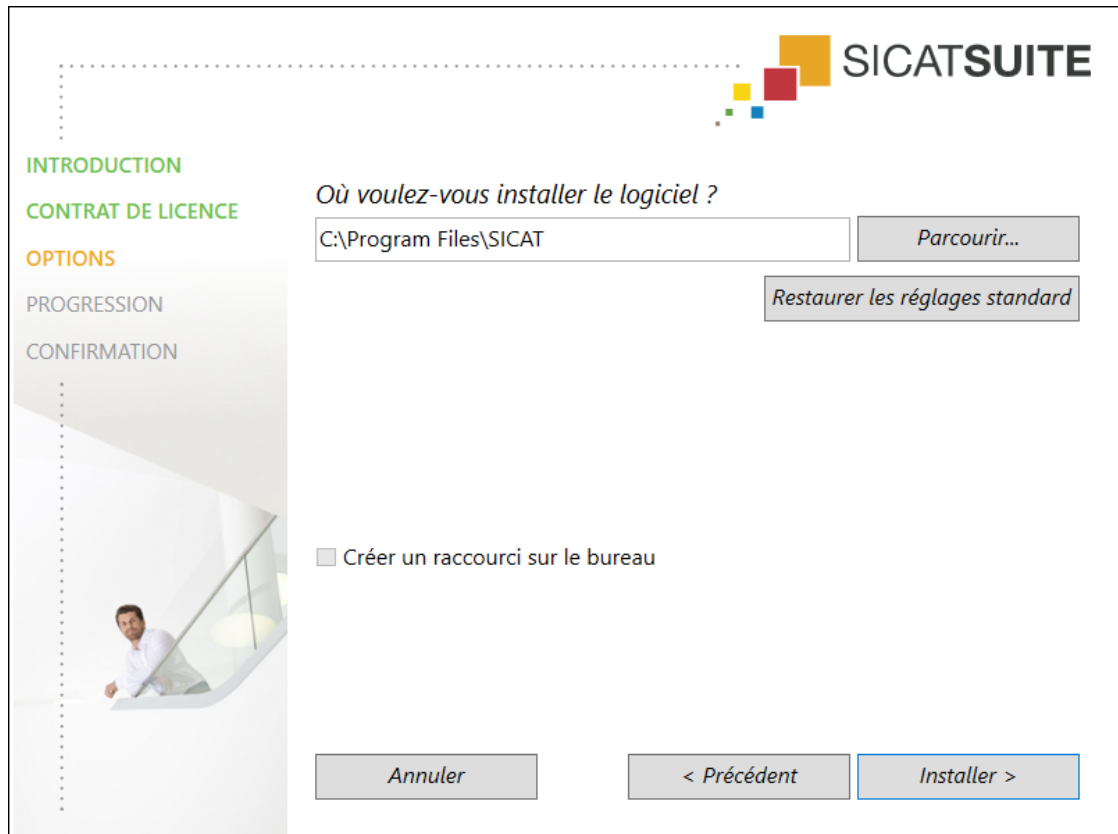 SICATSUITE
INTRODUCTION
CONTRAT DE LICENCE
OPTIONS
PROGRESSION
CONFIRMATION
Où voulez-vous installer le logiciel ?
C:\Program Files\SICAT
Parcourir...
Restaurer les réglages standard
Créer un raccourci sur le bureau
Annuler
< Précédent
Installer >